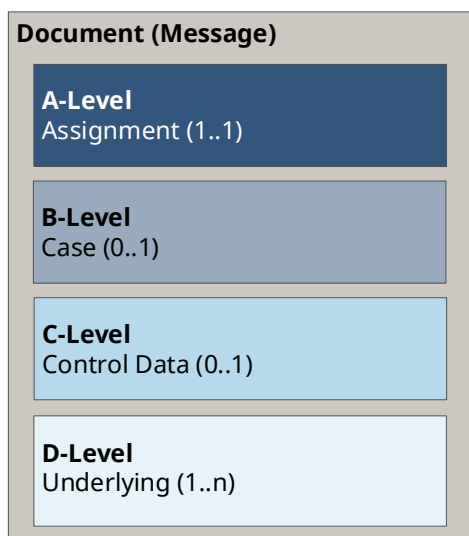 Document (Message)
A-Level
Assignment (1..1)
B-Level
Case (0..1)
C-Level
Control Data (0..1)
D-Level
Underlying (1..n)